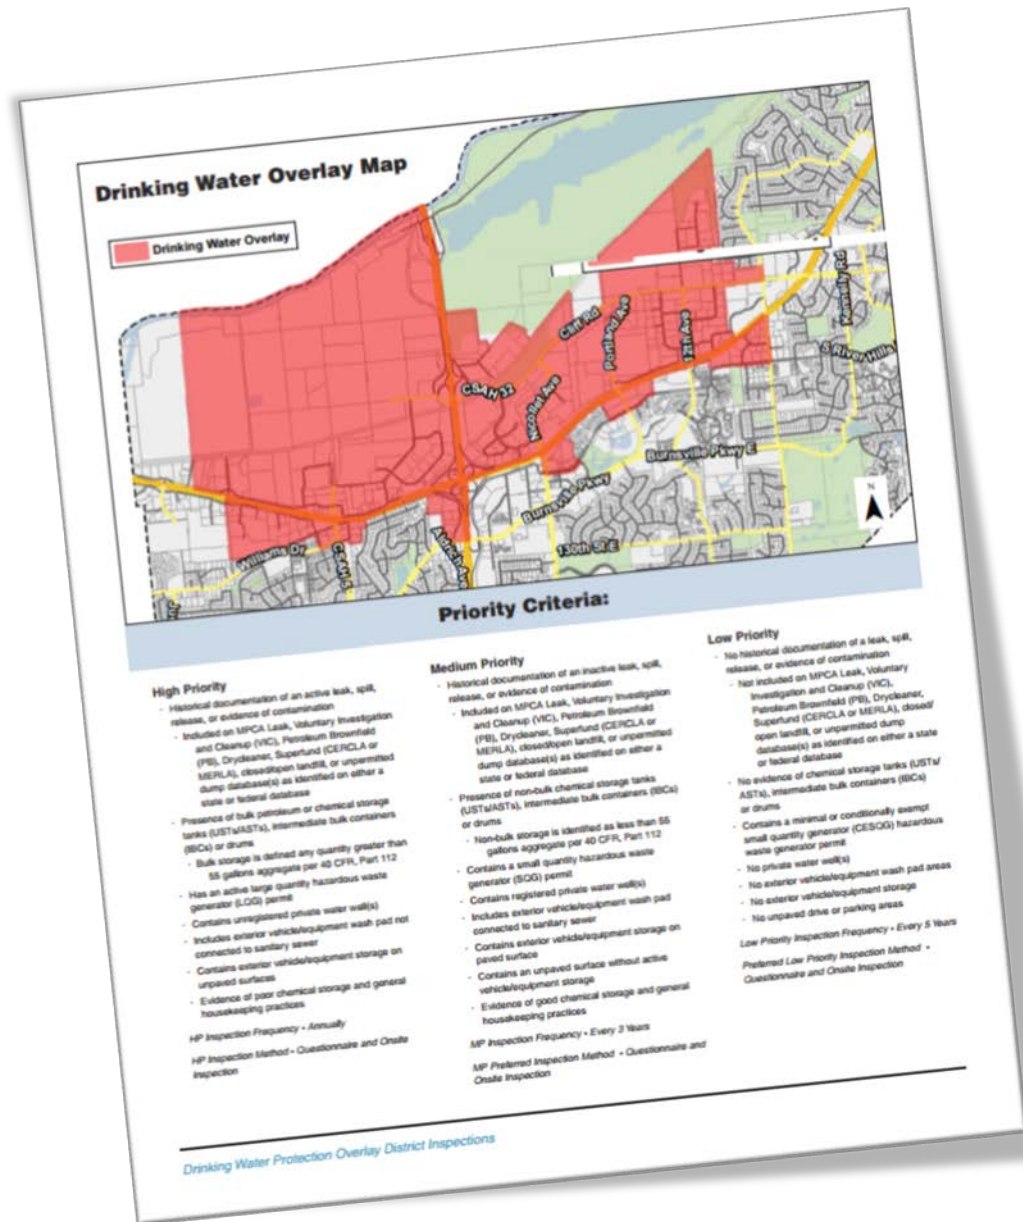 Drinking Water Overlay Map
Drinking Water Overlay
CSAH 32
Cliff Rd
Nicollet Ave
Portland Ave
12th Ave
Kennelly Rd
S River Hills
Burnsville Pkwy E
Burnsville Pkwy
130th St E
Williams Dr
CSAH 5
Aldrich Ave
N
Priority Criteria:
High Priority
- Historical documentation of an active leak, spill,
release, or evidence of contamination
- Included on MPCA Leak, Voluntary Investigation
and Cleanup (VIC), Petroleum Brownfield
(PB), Drycleaner, Superfund (CERCLA or
MERLA), closed/open landfill, or unpermitted
dump database(s) as identified on either a
state or federal database
- Presence of bulk petroleum or chemical storage
tanks (USTs/ASTs), intermediate bulk containers
(IBCs) or drums
- Bulk storage is defined any quantity greater than
55 gallons aggregate per 40 CFR, Part 112
- Has an active large quantity hazardous waste
generator (LQG) permit
- Contains unregistered private water well(s)
- Includes exterior vehicle/equipment wash pad not
connected to sanitary sewer
- Contains exterior vehicle/equipment storage on
unpaved surfaces
- Evidence of poor chemical storage and general
housekeeping practices
HP Inspection Frequency - Annually
HP Inspection Method - Questionnaire and Onsite
Inspection
Medium Priority
- Historical documentation of an inactive leak, spill,
release, or evidence of contamination
- Included on MPCA Leak, Voluntary Investigation
and Cleanup (VIC), Petroleum Brownfield
(PB), Drycleaner, Superfund (CERCLA or
MERLA), closed/open landfill, or unpermitted
dump database(s) as identified on either a
state or federal database
- Presence of non-bulk chemical storage tanks
(USTs/ASTs), intermediate bulk containers (IBCs)
or drums
- Non-bulk storage is identified as less than 55
gallons aggregate per 40 CFR, Part 112
- Contains a small quantity hazardous waste
generator (SQG) permit
- Contains registered private water well(s)
- Includes exterior vehicle/equipment wash pad
connected to sanitary sewer
- Contains exterior vehicle/equipment storage on
paved surface
- Contains an unpaved surface without active
vehicle/equipment storage
- Evidence of good chemical storage and general
housekeeping practices
MP Inspection Frequency - Every 3 Years
MP Preferred Inspection Method - Questionnaire and
Onsite Inspection
Low Priority
- No historical documentation of a leak, spill,
release, or evidence of contamination
- Not included on MPCA Leak, Voluntary
Investigation and Cleanup (VIC),
Petroleum Brownfield (PB), Drycleaner,
Superfund (CERCLA or MERLA), closed/
open landfill, or unpermitted dump
database(s) as identified on either a state
or federal database
- No evidence of chemical storage tanks (USTs/
ASTs), intermediate bulk containers (IBCs)
or drums
- Contains a minimal or conditionally exempt
small quantity generator (CESQG) hazardous
waste generator permit
- No private water well(s)
- No exterior vehicle/equipment wash pad areas
- No exterior vehicle/equipment storage
- No unpaved drive or parking areas
Low Priority Inspection Frequency - Every 5 Years
Preferred Low Priority Inspection Method -
Questionnaire and Onsite Inspection
Drinking Water Protection Overlay District Inspections